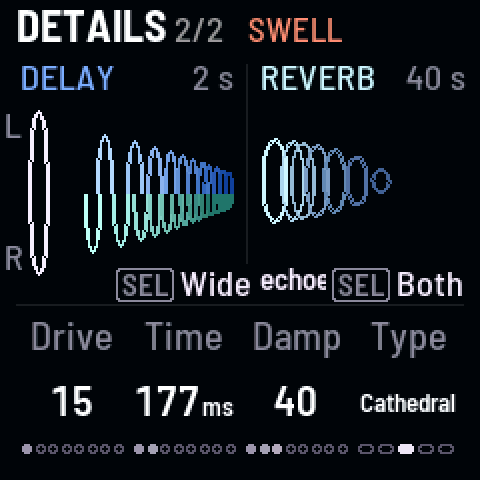 DETAILS 2/2 SWELL
DELAY 2 s REVERB 40 s
L
R
SEL Wide echoe SEL Both
Drive Time Damp Type
15 177ms 40 Cathedral